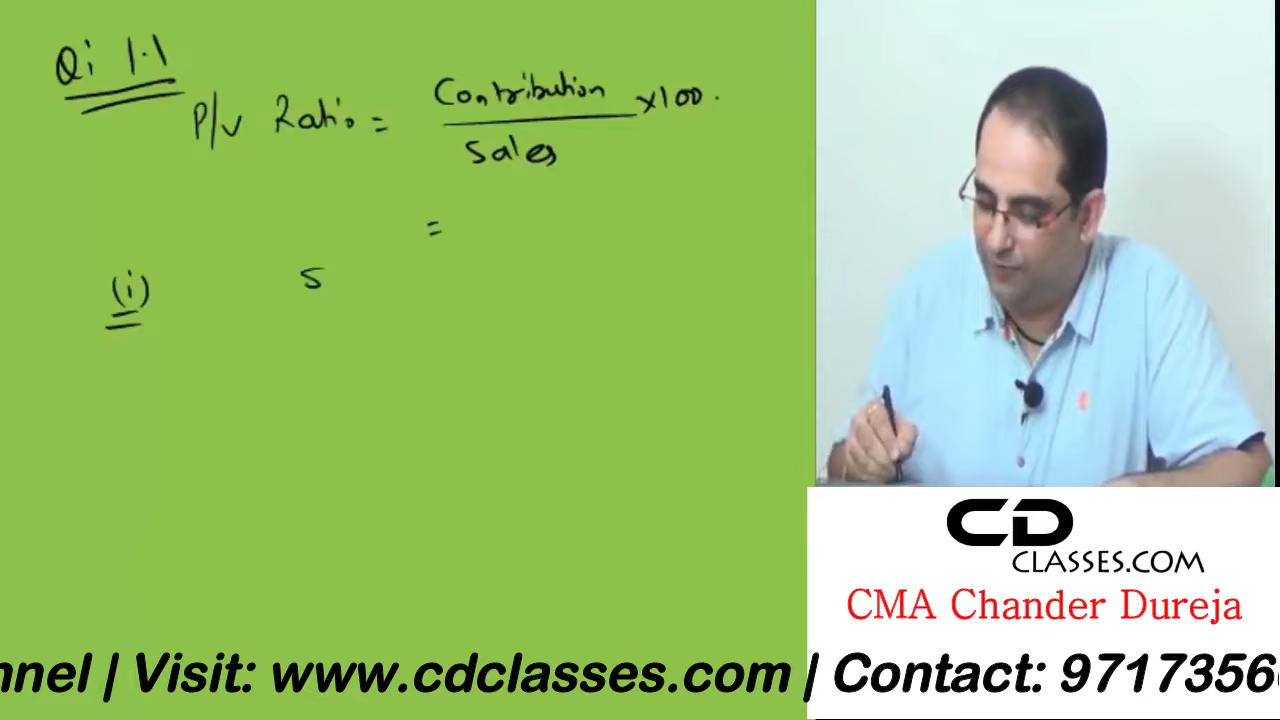 Qi 1.1
P/v Ratio = Contribution x100.
Sales
=
(i) S
CD
CLASSES.COM
CMA Chander Dureja
nnel | Visit: www.cdclasses.com | Contact: 9717356